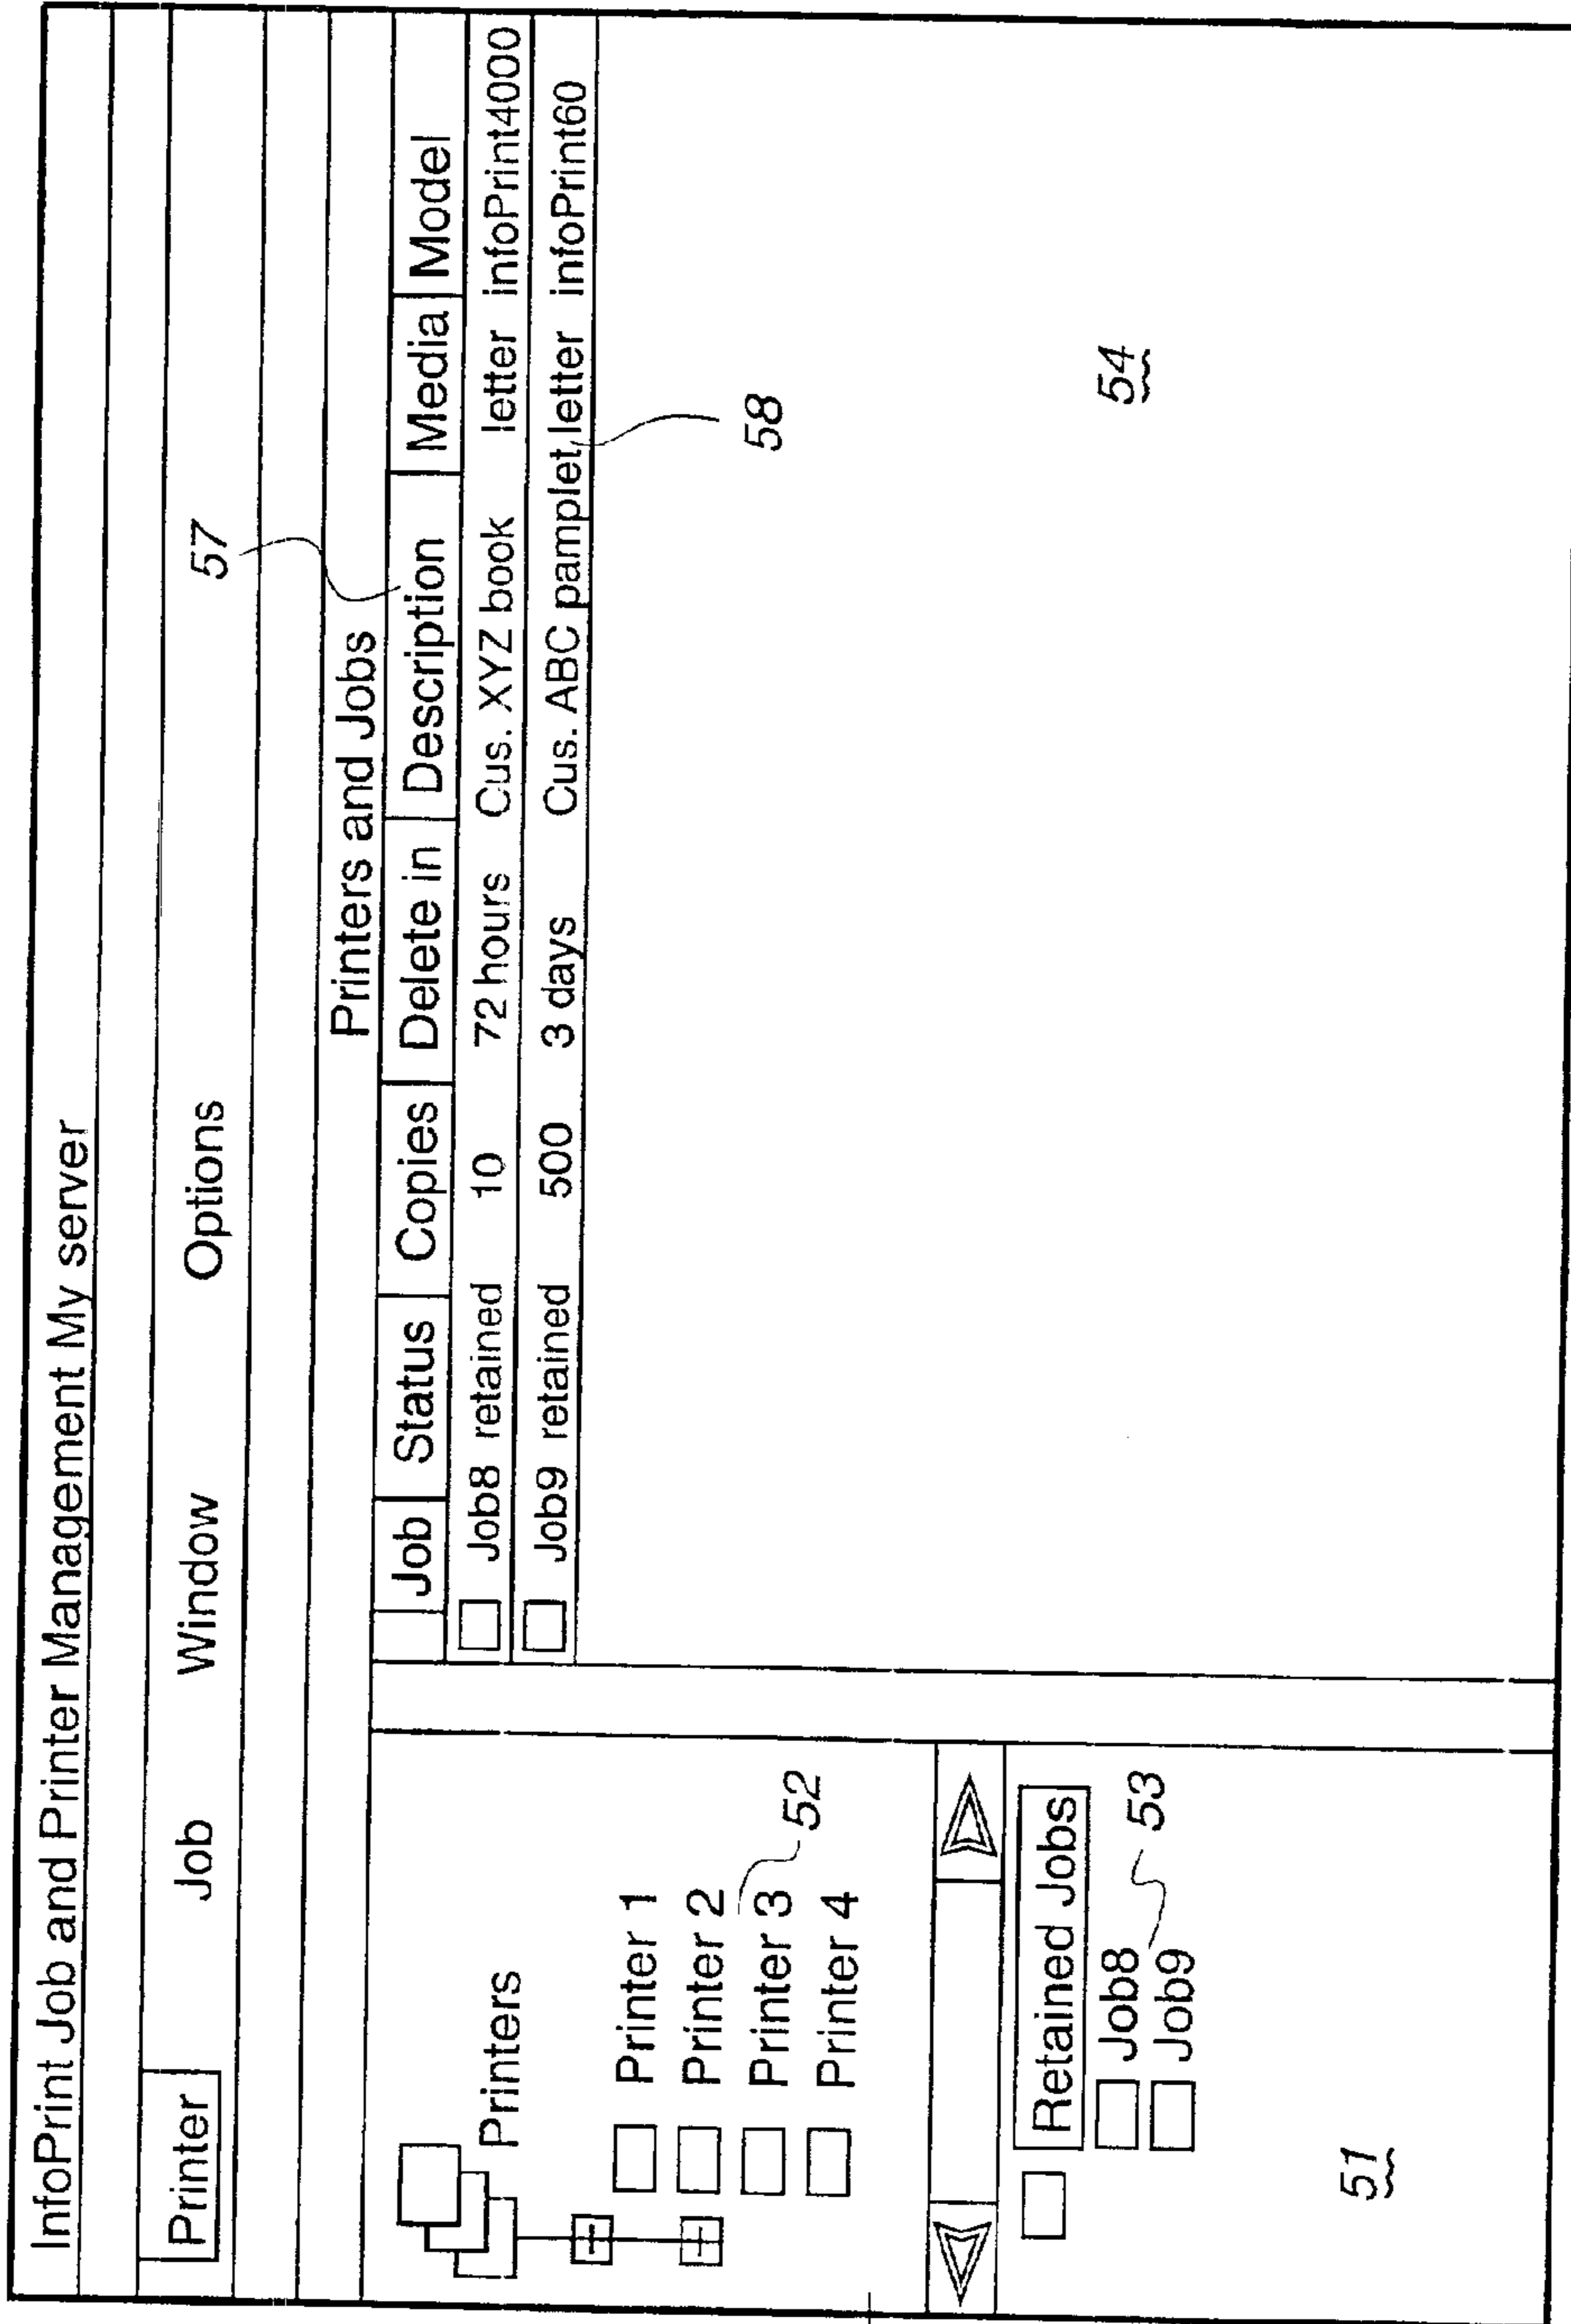 InfoPrint Job and Printer Management My server
Printer Job Window Options
57
Printers and Jobs
Job Status Copies Delete in Description Media Model
Job8 retained 10 72 hours Cus. XYZ book letter infoPrint4000
Job9 retained 500 3 days Cus. ABC pamplet letter infoPrint60
58
54
Printers
Printer 1
Printer 2
Printer 3
52
Printer 4
Retained Jobs
Job8
Job9
53
51